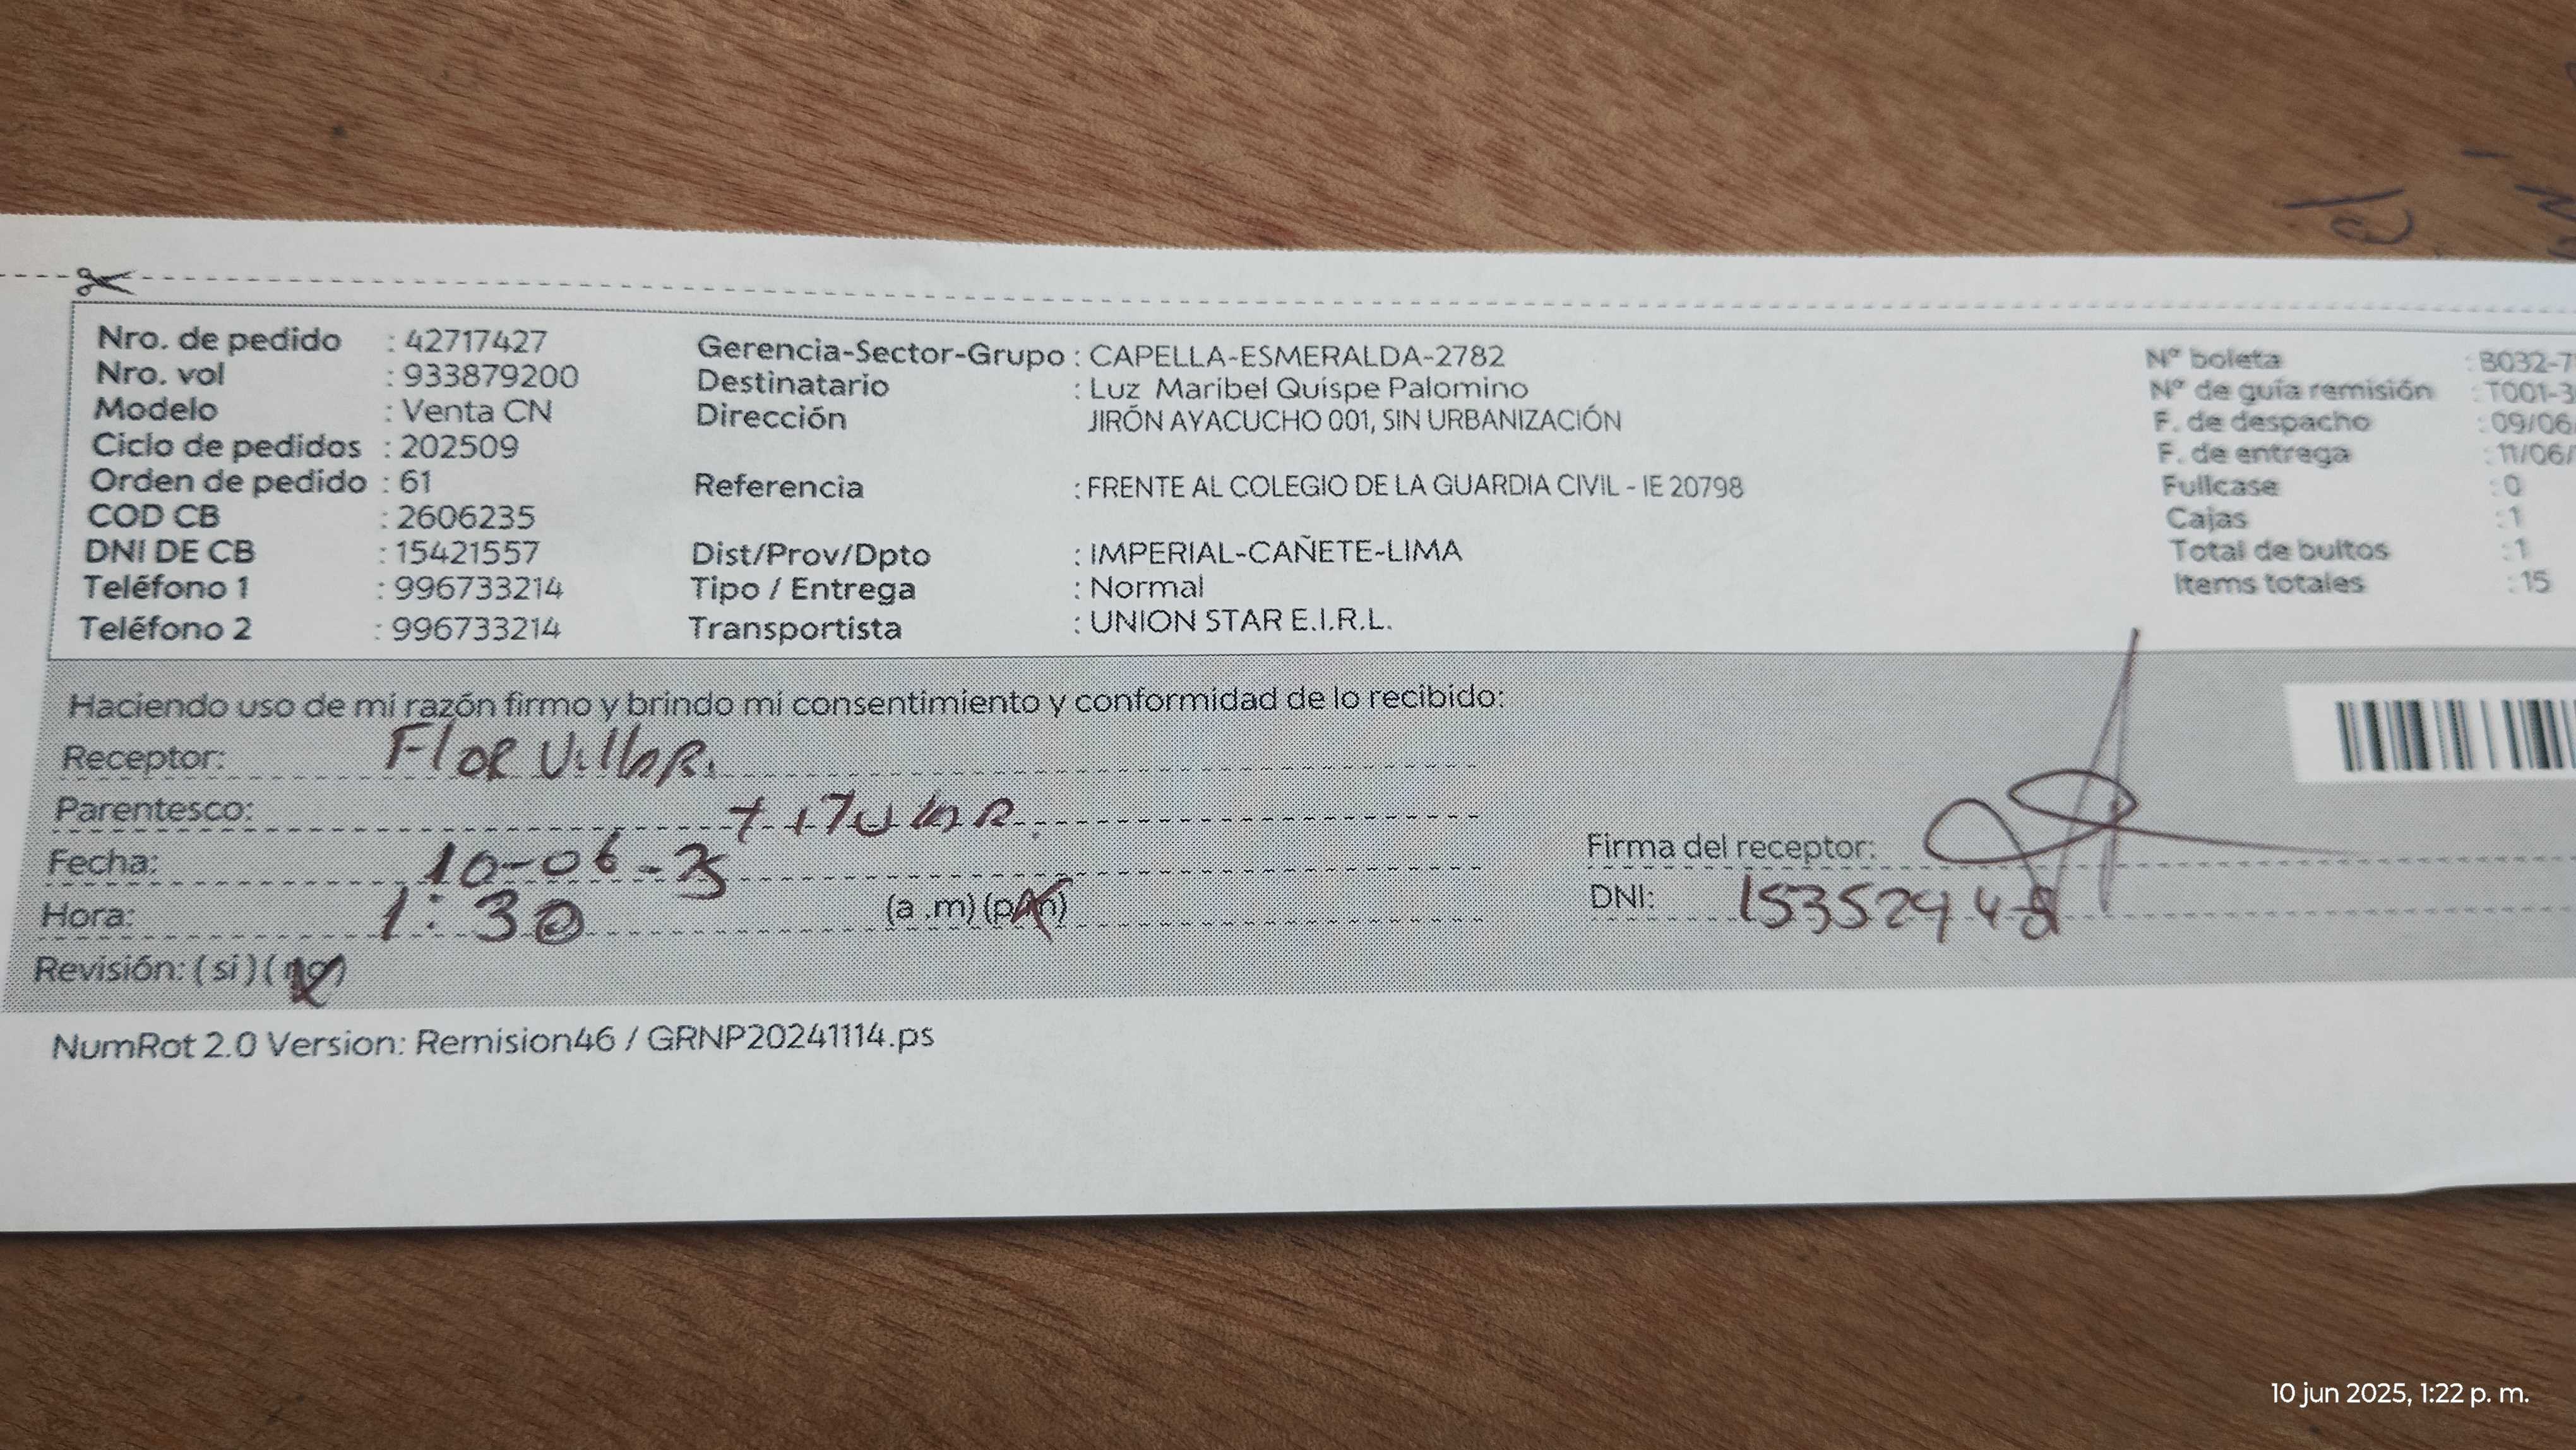 Nro. de pedido : 42717427
Nro. vol : 933879200
Modelo : Venta CN
Ciclo de pedidos : 202509
Orden de pedido : 61
COD CB : 2606235
DNI DE CB : 15421557
Teléfono 1 : 996733214
Teléfono 2 : 996733214
Gerencia-Sector-Grupo : CAPELLA-ESMERALDA-2782
Destinatario : Luz Maribel Quispe Palomino
Dirección JIRÓN AYACUCHO 001, SIN URBANIZACIÓN
Referencia : FRENTE AL COLEGIO DE LA GUARDIA CIVIL - IE 20798
Dist/Prov/Dpto : IMPERIAL-CAÑETE-LIMA
Tipo / Entrega : Normal
Transportista : UNION STAR E.I.R.L.
N° boleta : B032-7
N° de guía remisión : T001-3
F. de despacho : 09/06
F. de entrega : 11/06/
Fullcase : 0
Cajas : 1
Total de bultos : 1
Items totales : 15
Haciendo uso de mi razón firmo y brindo mi consentimiento y conformidad de lo recibido:
Receptor: Flor Villar.
Parentesco: titular.
Fecha: 10-06-25
Hora: 1:30 (a .m) (p.m)
Revisión: ( si ) ( no )
Firma del receptor:
DNI:
NumRot 2.0 Version: Remision46 / GRNP20241114.ps
10 jun 2025, 1:22 p. m.